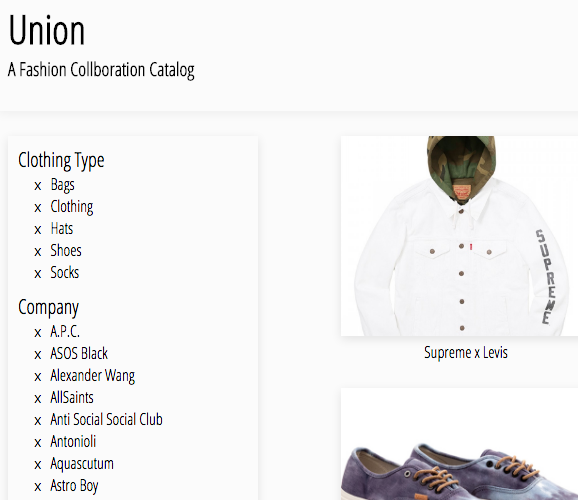 Union
A Fashion Collboration Catalog
Clothing Type
x Bags
x Clothing
x Hats
x Shoes
x Socks
Company
x A.P.C.
x ASOS Black
x Alexander Wang
x AllSaints
x Anti Social Social Club
x Antonioli
x Aquascutum
x Astro Boy
SUPREME
Supreme x Levis